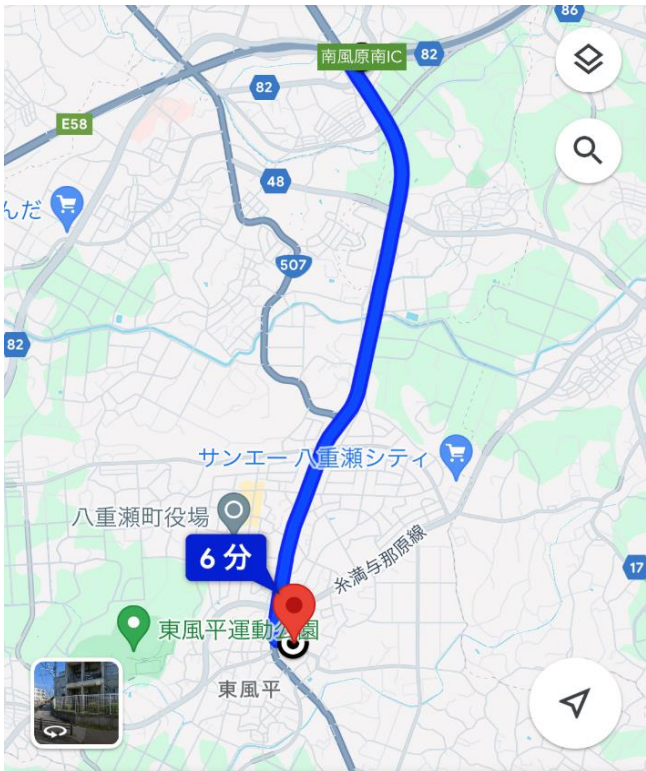 86
南風原南IC
82
82
E58
48
んだ
507
82
サンエー 八重瀬シティ
八重瀬町役場
6 分
糸満与那原線
17
東風平運動公園
東風平